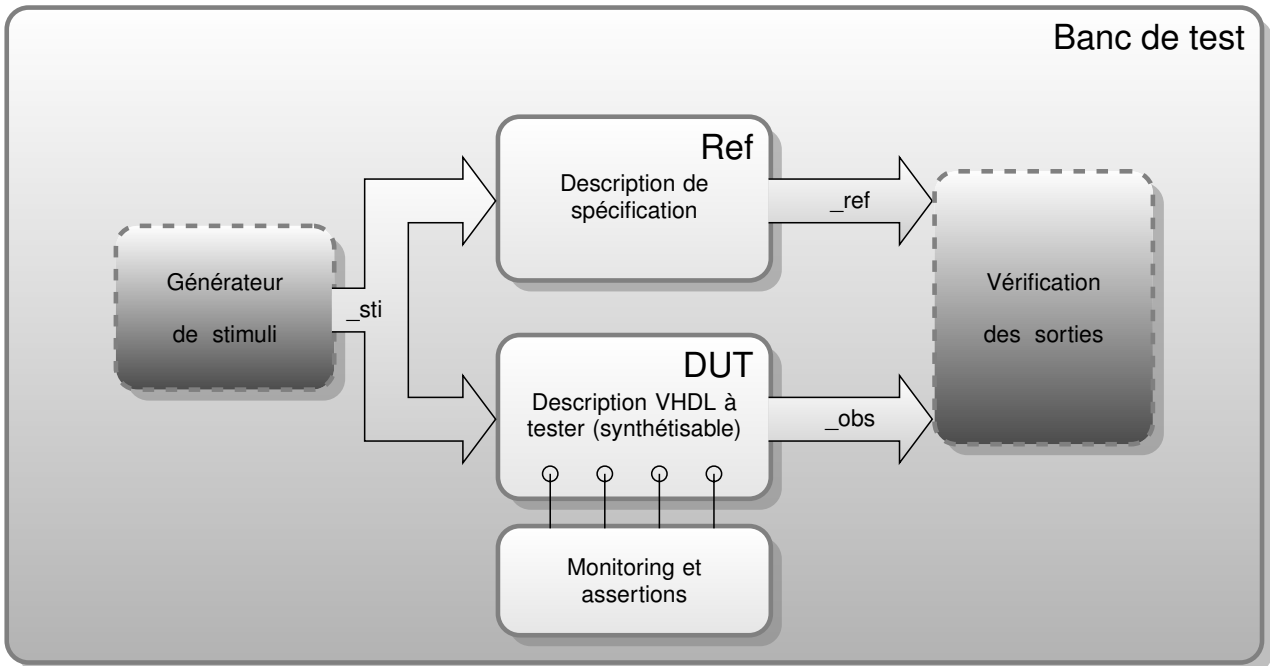 Banc de test
Ref
Description de
spécification
_ref
Générateur
de stimuli
_sti
Vérification
des sorties
DUT
Description VHDL à
tester (synthétisable)
_obs
Monitoring et
assertions